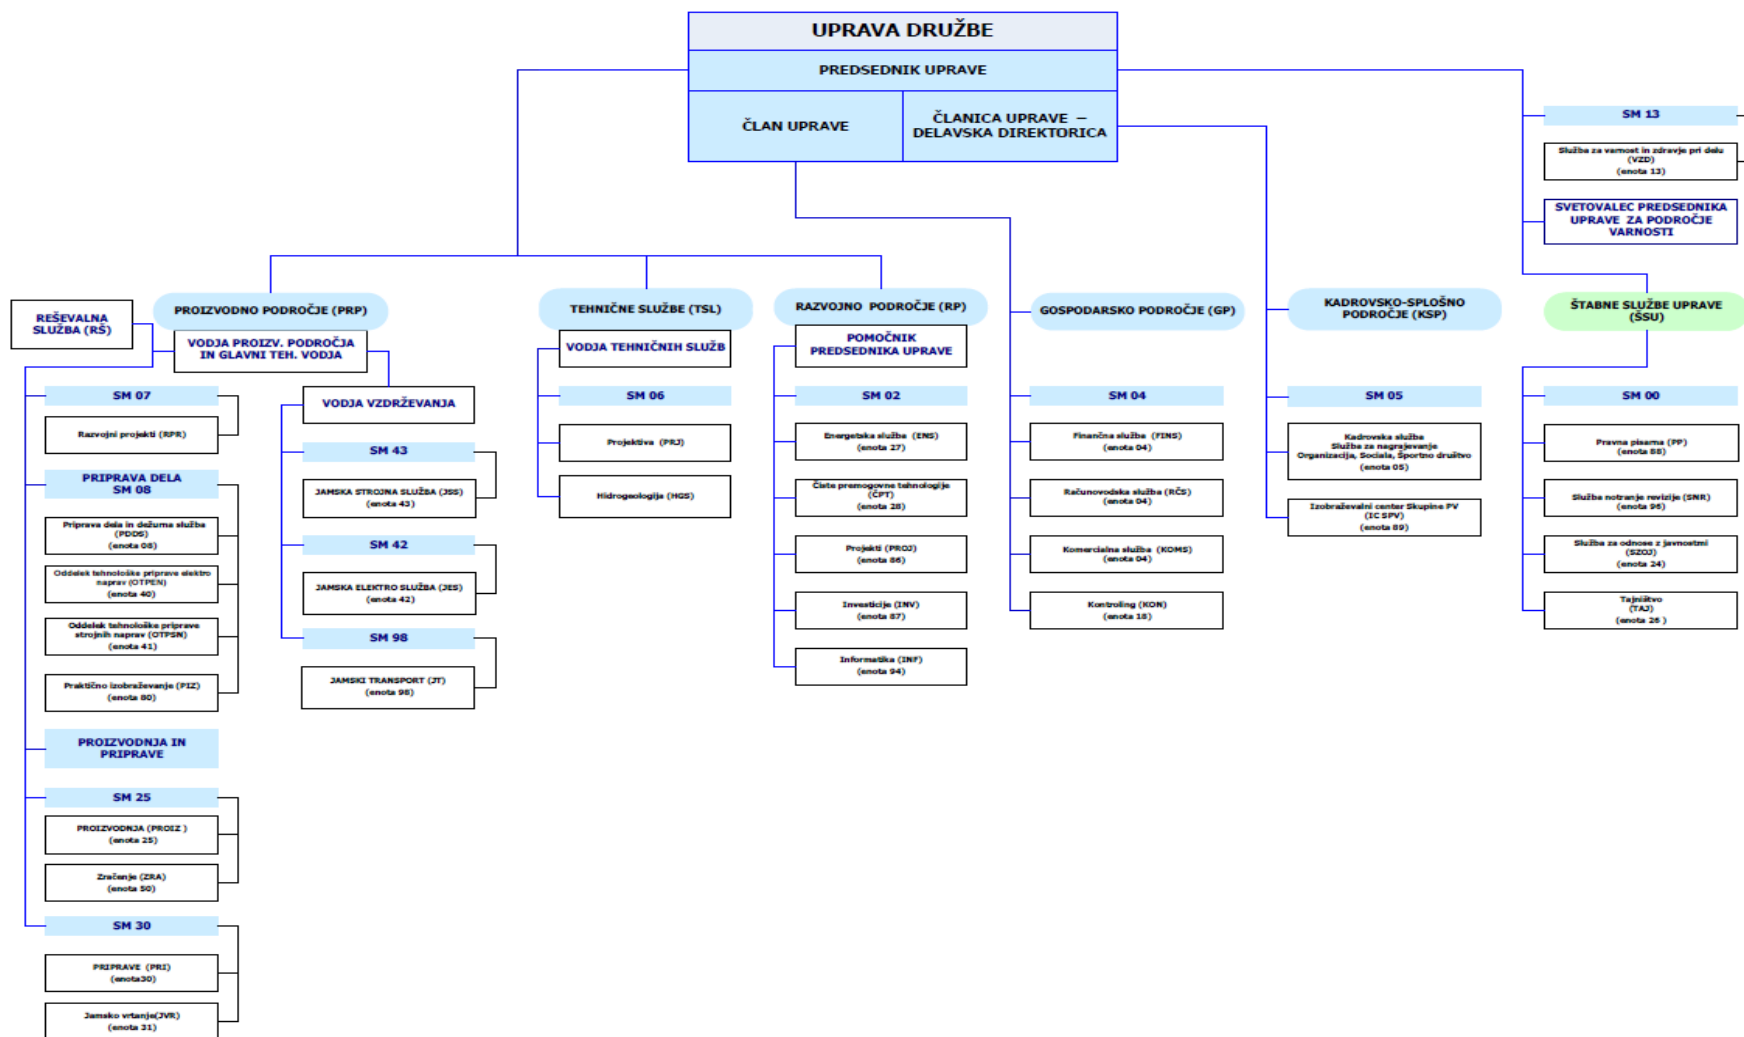 UPRAVA DRUŽBE
PREDSEDNIK UPRAVE
ČLAN UPRAVE
ČLANICA UPRAVE –
DELAVSKA DIREKTORICA
SM 13
Služba za varnost in zdravje pri delu
(VZD)
(enota 13)
SVETOVALEC PREDSEDNIKA
UPRAVE ZA PODROČJE
VARNOSTI
REŠEVALNA
SLUŽBA (RŠ)
PROIZVODNO PODROČJE (PRP)
VODJA PROIZV. PODROČJA
IN GLAVNI TEH. VODJA
SM 07
Razvojni projekti (RPR)
PRIPRAVA DELA
SM 08
Priprava dela in dežurna služba
(PDDS)
(enota 08)
Oddelek tehnološke priprave elektro
naprav (OTPEN)
(enota 40)
Oddelek tehnološke priprave
strojnih naprav (OTPSN)
(enota 41)
Praktično izobraževanje (PIZ)
(enota 80)
PROIZVODNJA IN
PRIPRAVE
SM 25
PROIZVODNJA (PROIZ )
(enota 25)
Zračenje (ZRA)
(enota 50)
SM 30
PRIPRAVE (PRI)
(enota30)
Jamsko vrtanje(JVR)
(enota 31)
VODJA VZDRŽEVANJA
SM 43
JAMSKA STROJNA SLUŽBA (JSS)
(enota 43)
SM 42
JAMSKA ELEKTRO SLUŽBA (JES)
(enota 42)
SM 98
JAMSKI TRANSPORT (JT)
(enota 98)
TEHNIČNE SLUŽBE (TSL)
VODJA TEHNIČNIH SLUŽB
SM 06
Projektiva (PRJ)
Hidrogeologija (HGS)
RAZVOJNO PODROČJE (RP)
POMOČNIK
PREDSEDNIKA UPRAVE
SM 02
Energetska služba (ENS)
(enota 27)
Čiste premogovne tehnologije
(ČPT)
(enota 28)
Projekti (PROJ)
(enota 86)
Investicije (INV)
(enota 87)
Informatika (INF)
(enota 94)
GOSPODARSKO PODROČJE (GP)
SM 04
Finančna služba (FINS)
(enota 04)
Računovodska služba (RČS)
(enota 04)
Komercialna služba (KOMS)
(enota 04)
Kontroling (KON)
(enota 18)
KADROVSKO-SPLOŠNO
PODROČJE (KSP)
SM 05
Kadrovska služba
Služba za nagrajevanje
Organizacija, Sociala, Športno društvo
(enota 05)
Izobraževalni center Skupine PV
(IC SPV)
(enota 89)
ŠTABNE SLUŽBE UPRAVE
(ŠSU)
SM 00
Pravna pisarna (PP)
(enota 88)
Služba notranje revizije (SNR)
(enota 96)
Služba za odnose z javnostmi
(SZOJ)
(enota 24)
Tajništvo
(TAJ)
(enota 26 )